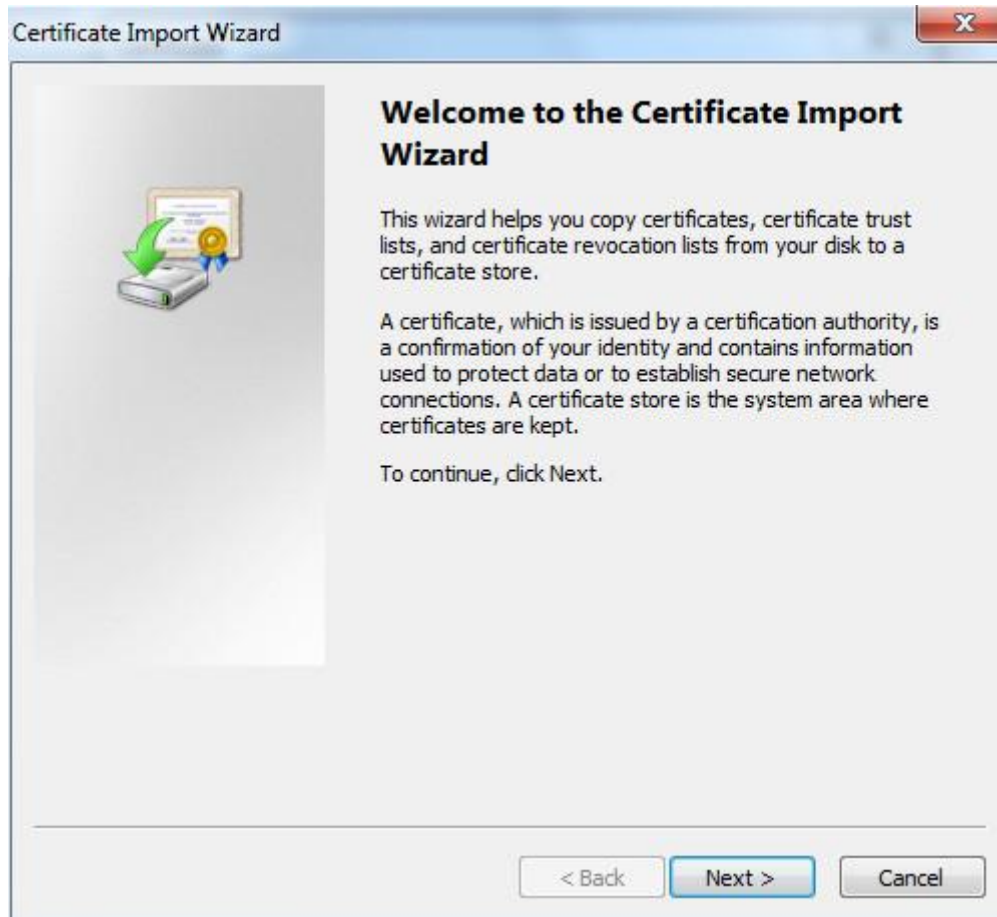 Certificate Import Wizard
X
Welcome to the Certificate Import
Wizard
This wizard helps you copy certificates, certificate trust
lists, and certificate revocation lists from your disk to a
certificate store.
A certificate, which is issued by a certification authority, is
a confirmation of your identity and contains information
used to protect data or to establish secure network
connections. A certificate store is the system area where
certificates are kept.
To continue, click Next.
< Back
Next >
Cancel